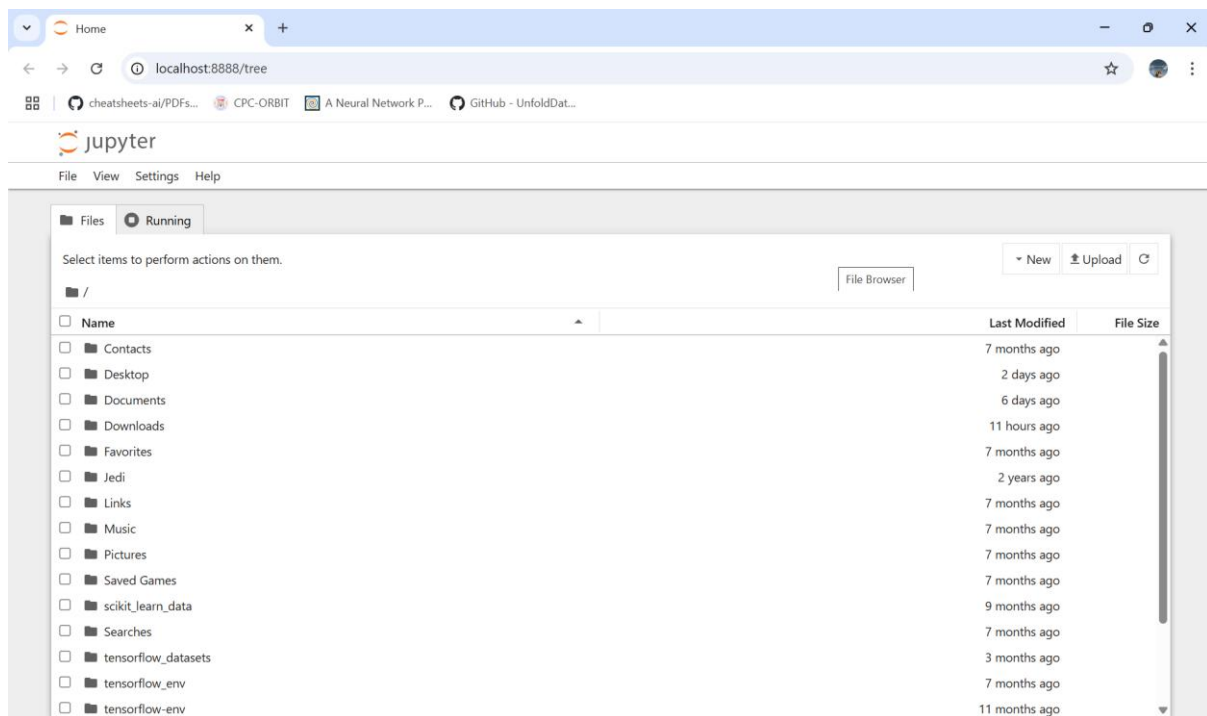 Home
localhost:8888/tree
cheatsheets-ai/PDFs... CPC-ORBIT A Neural Network P... GitHub - UnfoldDat...
jupyter
File View Settings Help
Files Running
Select items to perform actions on them. New Upload
File Browser
/
Name Last Modified File Size
Contacts 7 months ago
Desktop 2 days ago
Documents 6 days ago
Downloads 11 hours ago
Favorites 7 months ago
Jedi 2 years ago
Links 7 months ago
Music 7 months ago
Pictures 7 months ago
Saved Games 7 months ago
scikit_learn_data 9 months ago
Searches 7 months ago
tensorflow_datasets 3 months ago
tensorflow_env 7 months ago
tensorflow-env 11 months ago